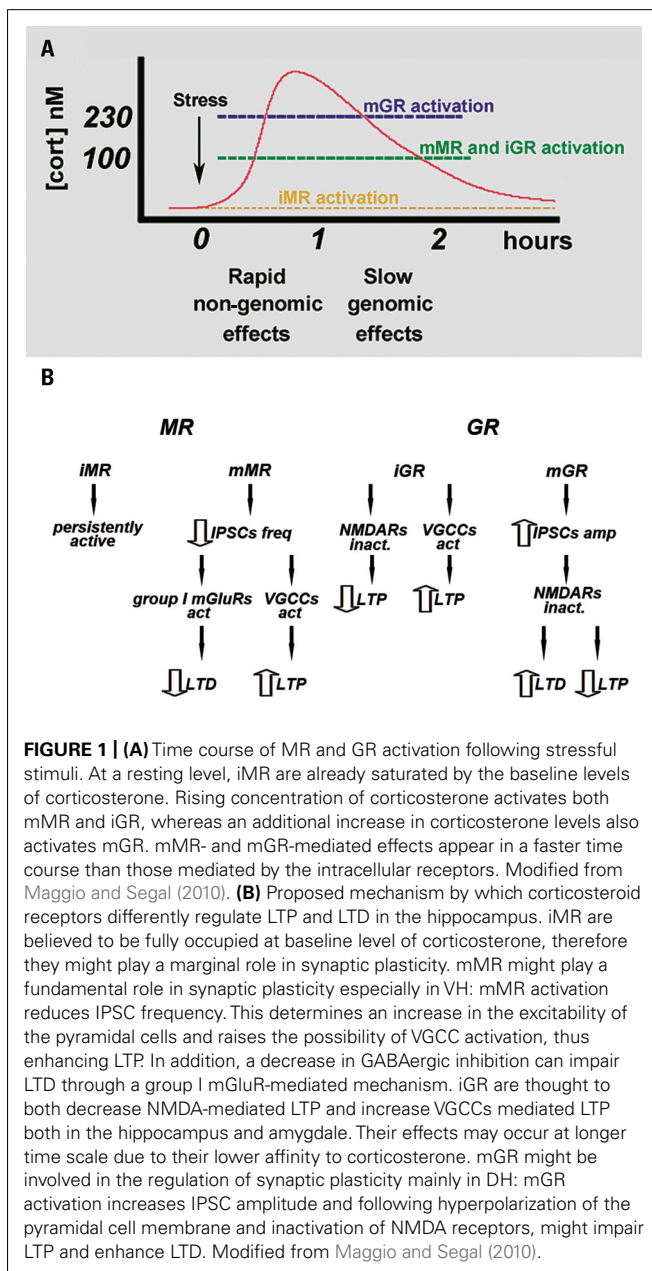 A
[cort] nM
Stress
230
mGR activation
100
mMR and iGR activation
iMR activation
0 1 2 hours
Rapid
non-genomic
effects
Slow
genomic
effects
B
MR GR
iMR mMR iGR mGR
persistently
active
IPSCs freq
NMDARs
inact.
VGCCs
act
IPSCs amp
group I mGluRs
act
VGCCs
act
LTP
LTP
NMDARs
inact.
LTD
LTP
LTD
LTP
FIGURE 1 | (A) Time course of MR and GR activation following stressful
stimuli. At a resting level, iMR are already saturated by the baseline levels
of corticosterone. Rising concentration of corticosterone activates both
mMR and iGR, whereas an additional increase in corticosterone levels also
activates mGR. mMR- and mGR-mediated effects appear in a faster time
course than those mediated by the intracellular receptors. Modified from
Maggio and Segal (2010). (B) Proposed mechanism by which corticosteroid
receptors differently regulate LTP and LTD in the hippocampus. iMR are
believed to be fully occupied at baseline level of corticosterone, therefore
they might play a marginal role in synaptic plasticity. mMR might play a
fundamental role in synaptic plasticity especially in VH: mMR activation
reduces IPSC frequency. This determines an increase in the excitability of
the pyramidal cells and raises the possibility of VGCC activation, thus
enhancing LTP. In addition, a decrease in GABAergic inhibition can impair
LTD through a group I mGluR-mediated mechanism. iGR are thought to
both decrease NMDA-mediated LTP and increase VGCCs mediated LTP
both in the hippocampus and amygdale. Their effects may occur at longer
time scale due to their lower affinity to corticosterone. mGR might be
involved in the regulation of synaptic plasticity mainly in DH: mGR
activation increases IPSC amplitude and following hyperpolarization of the
pyramidal cell membrane and inactivation of NMDA receptors, might impair
LTP and enhance LTD. Modified from Maggio and Segal (2010).